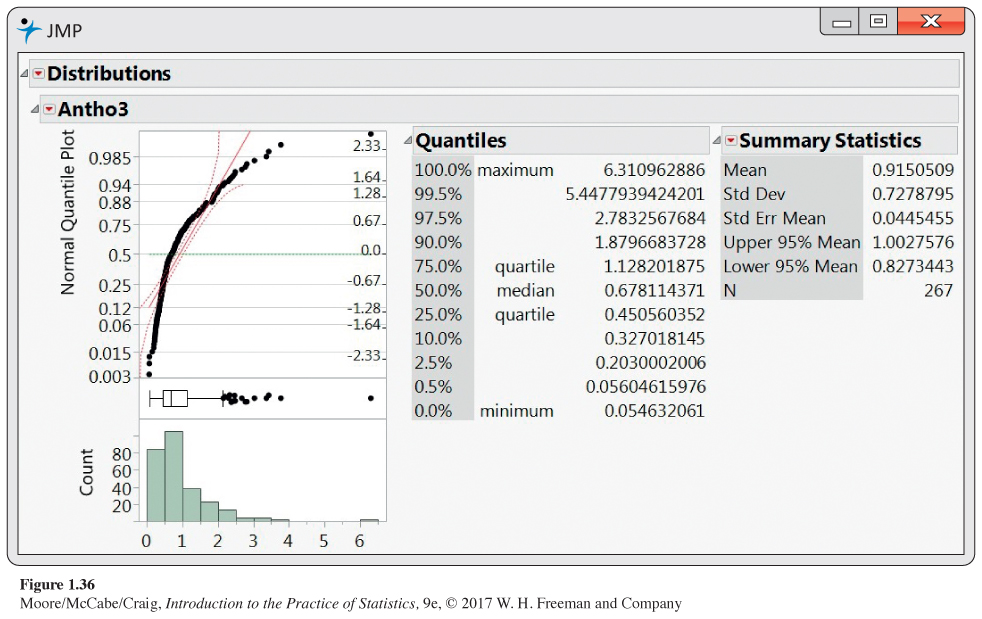 JMP
Distributions
Antho3
Normal Quantile Plot
0.985
0.94
0.88
0.75
0.5
0.25
0.12
0.06
0.015
0.003
2.33
1.64
1.28
0.67
0.0
-0.67
-1.28
-1.64
-2.33
Count
80
60
40
20
0 1 2 3 4 5 6
Quantiles
100.0% maximum 6.310962886
99.5% 5.4477939424201
97.5% 2.7832567684
90.0% 1.8796683728
75.0% quartile 1.128201875
50.0% median 0.678114371
25.0% quartile 0.450560352
10.0% 0.327018145
2.5% 0.2030002006
0.5% 0.05604615976
0.0% minimum 0.054632061
Summary Statistics
Mean 0.9150509
Std Dev 0.7278795
Std Err Mean 0.0445455
Upper 95% Mean 1.0027576
Lower 95% Mean 0.8273443
N 267
Figure 1.36
Moore/McCabe/Craig, Introduction to the Practice of Statistics, 9e, © 2017 W. H. Freeman and Company